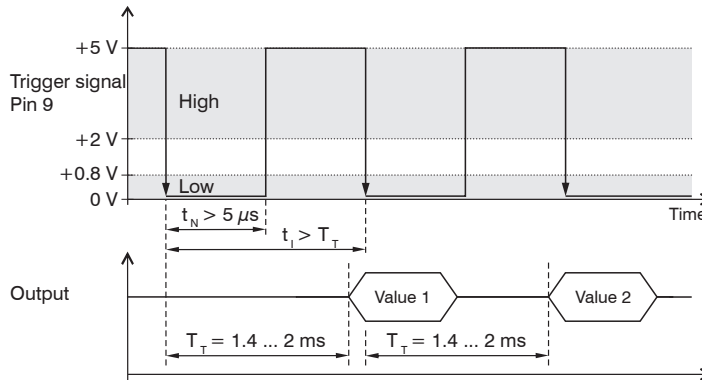 +5 V
Trigger signal
Pin 9
High
+2 V
+0.8 V
Low
0 V
Time
t_N > 5 µs
t_I > T_T
Output
Value 1
Value 2
T_T = 1.4 ... 2 ms
T_T = 1.4 ... 2 ms